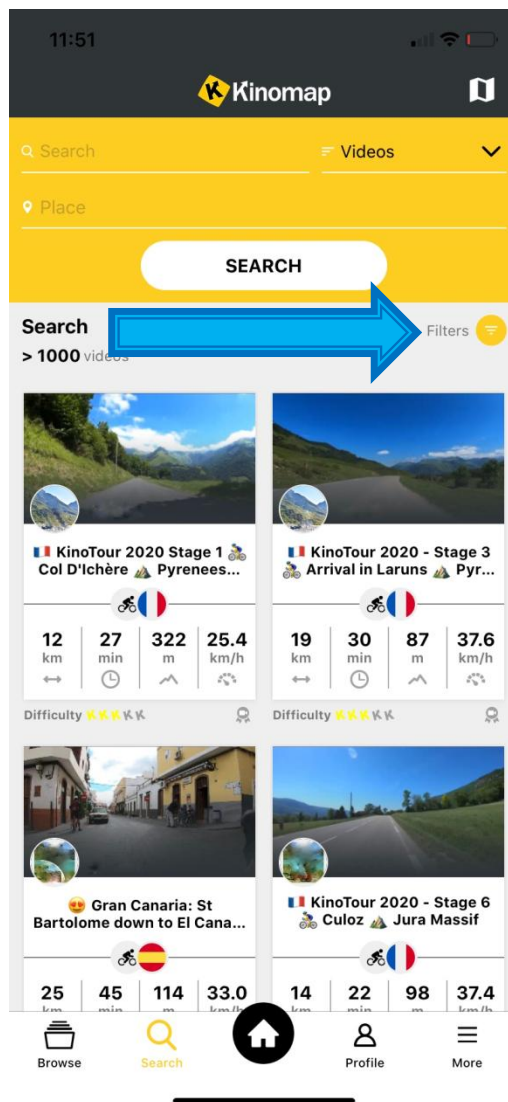 11:51
Kinomap
Search
Videos
Place
SEARCH
Search
Filters
> 1000 videos
KinoTour 2020 Stage 1
Col D'Ichère Pyrenees...
12 27 322 25.4
km min m km/h
Difficulty
KinoTour 2020 - Stage 3
Arrival in Laruns Pyr...
19 30 87 37.6
km min m km/h
Difficulty
Gran Canaria: St
Bartolome down to El Cana...
25 45 114 33.0
km min m km/h
KinoTour 2020 - Stage 6
Culoz Jura Massif
14 22 98 37.4
km min m km/h
Browse
Search
Profile
More